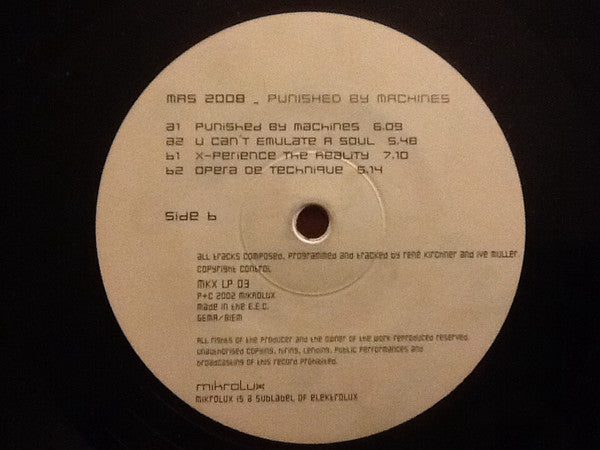 MAS 2008 _ PUNISHED BY MACHINES
a1 Punished by machines 6.09
a2 U can't emulate a soul 5.48
b1 X-Perience the reality 7.10
b2 Opera de technique 5.14
Side b
all tracks composed, programmed and tracked by rené kirchner and ive müller.
copyright control
MKX LP 03
P+C 2002 MIKROLUX
made in the E.E.C.
GEMA/BIEM
ALL rights of the producer and the owner of the work reproduced reserved.
unauthorised copying, hiring, lending, public performances and
broadcasting of this record prohibited.
mikrolux
MIKROLUX IS A SUBLABEL OF ELEKTROLUX